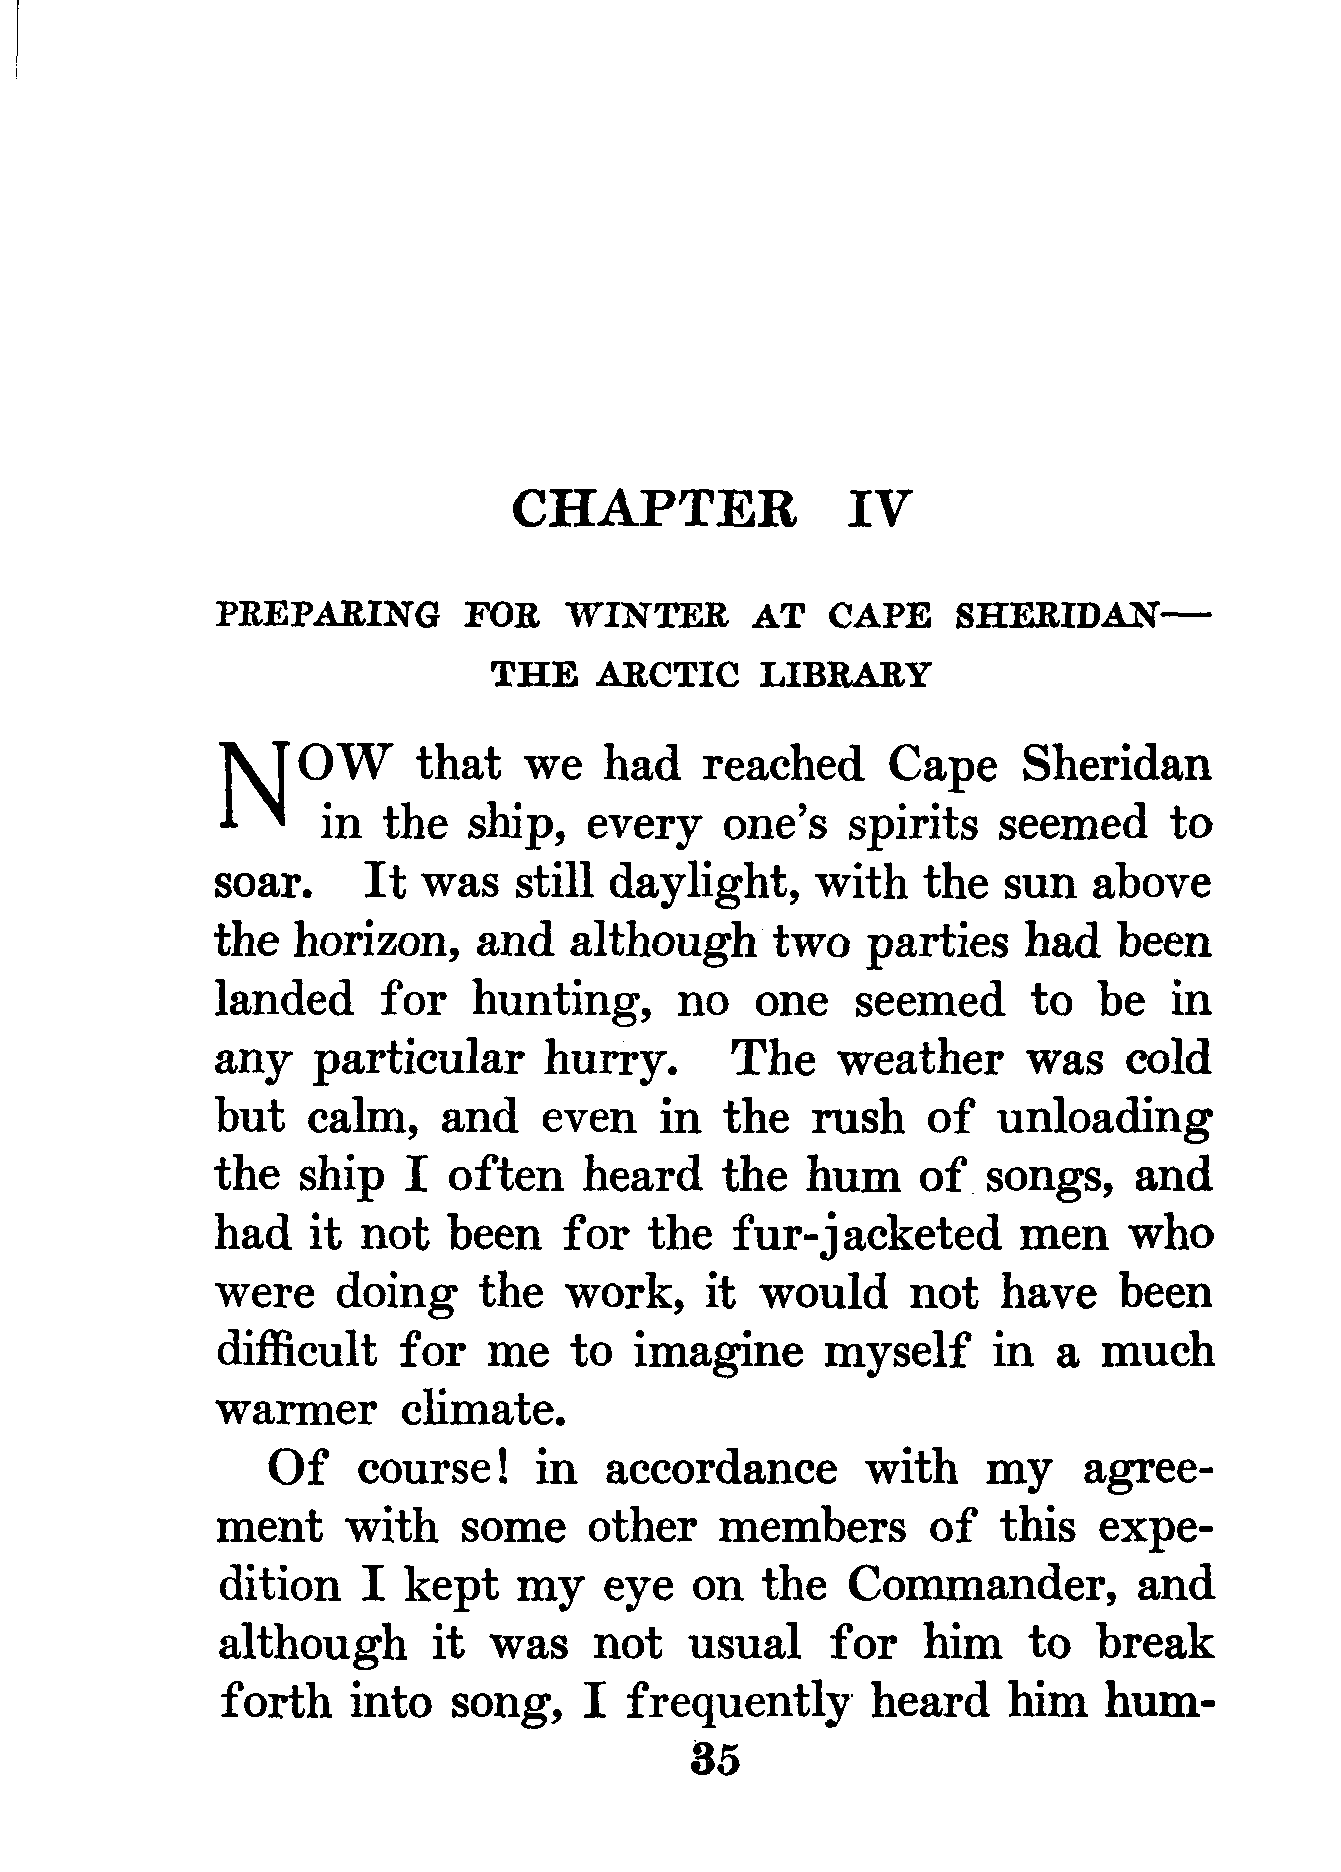 CHAPTER IV
PREPARING FOR WINTER AT CAPE SHERIDAN—
THE ARCTIC LIBRARY
NOW that we had reached Cape Sheridan
in the ship, every one's spirits seemed to
soar. It was still daylight, with the sun above
the horizon, and although two parties had been
landed for hunting, no one seemed to be in
any particular hurry. The weather was cold
but calm, and even in the rush of unloading
the ship I often heard the hum of songs, and
had it not been for the fur-jacketed men who
were doing the work, it would not have been
difficult for me to imagine myself in a much
warmer climate.
Of course! in accordance with my agree-
ment with some other members of this expe-
dition I kept my eye on the Commander, and
although it was not usual for him to break
forth into song, I frequently heard him hum-
35